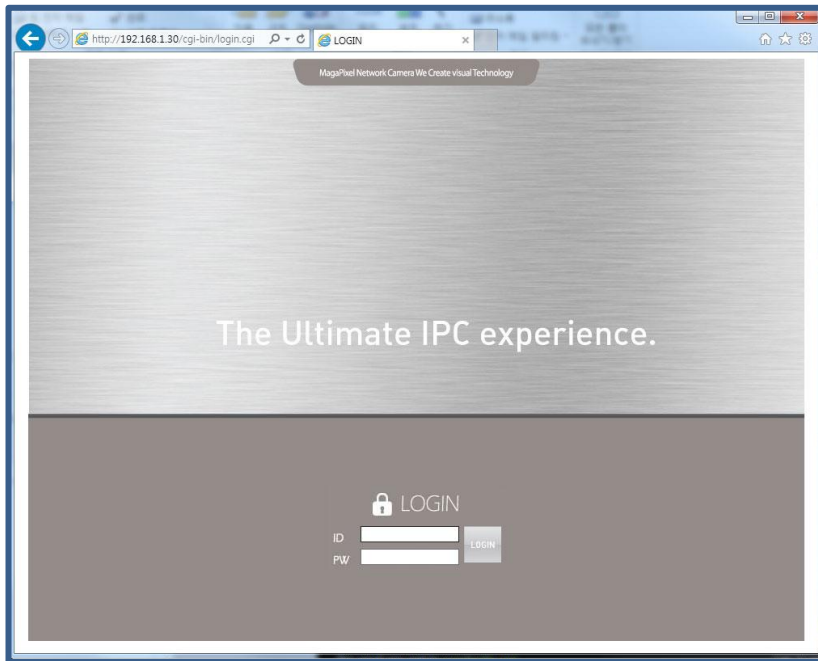 http://192.168.1.30/cgi-bin/login.cgi
LOGIN
MagaPixel Network Camera We Create visual Technology
The Ultimate IPC experience.
LOGIN
ID
LOGIN
PW